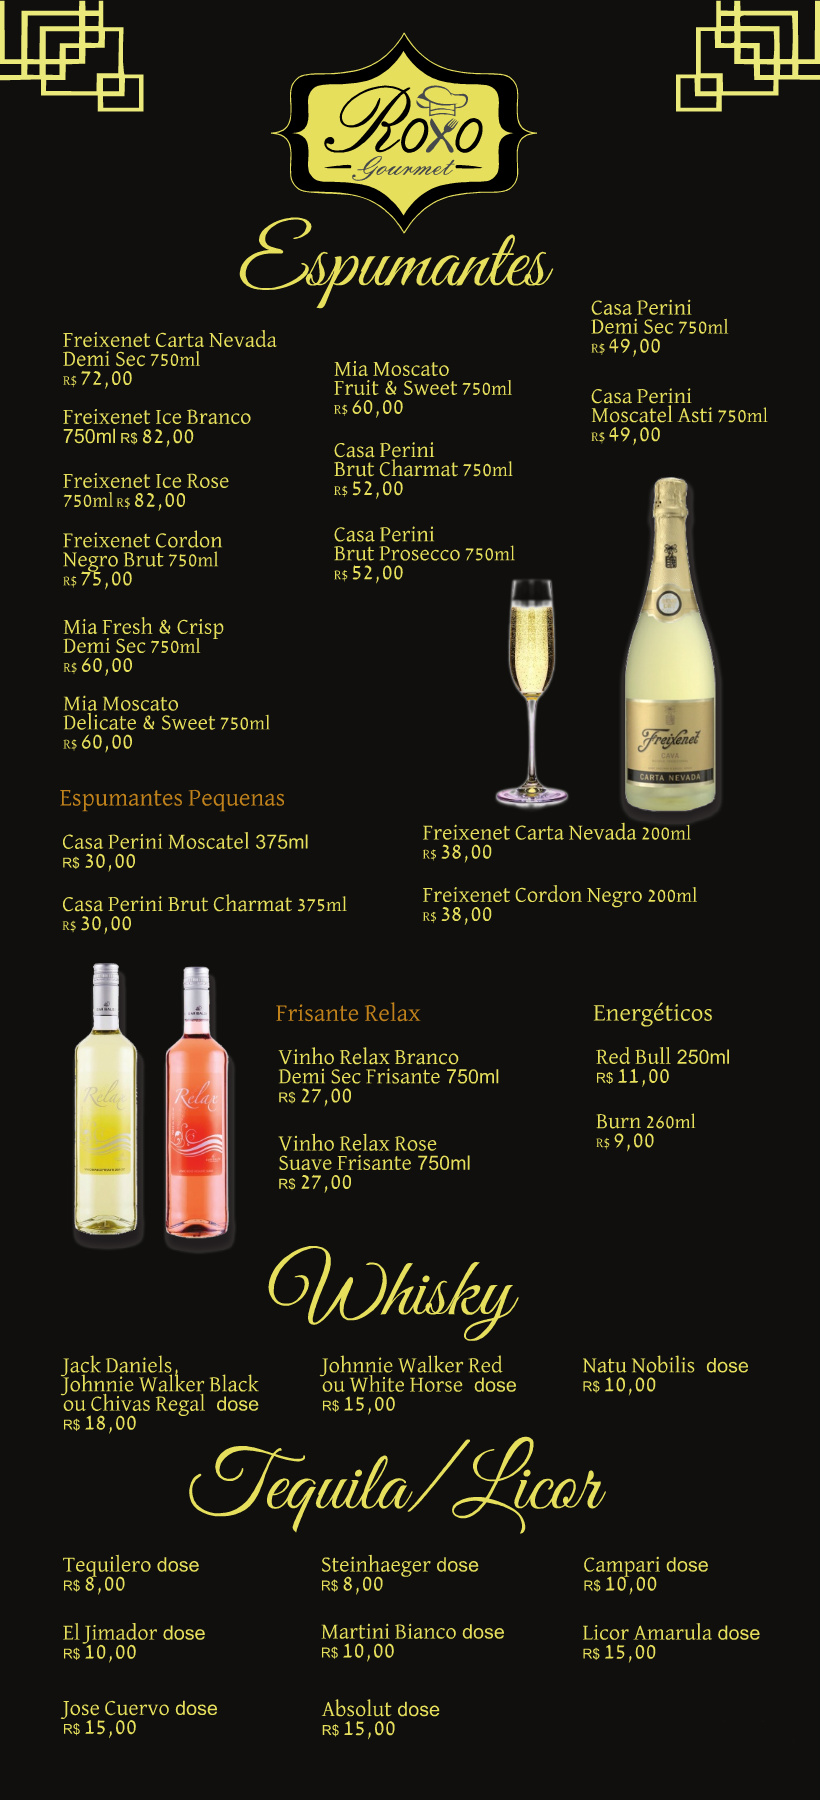 Roxo
Gourmet
Espumantes
Freixenet Carta Nevada
Demi Sec 750ml
R$ 72,00
Freixenet Ice Branco
750ml R$ 82,00
Freixenet Ice Rose
750ml R$ 82,00
Freixenet Cordon
Negro Brut 750ml
R$ 75,00
Mia Fresh & Crisp
Demi Sec 750ml
R$ 60,00
Mia Moscato
Delicate & Sweet 750ml
R$ 60,00
Mia Moscato
Fruit & Sweet 750ml
R$ 60,00
Casa Perini
Brut Charmat 750ml
R$ 52,00
Casa Perini
Brut Prosecco 750ml
R$ 52,00
Casa Perini
Demi Sec 750ml
R$ 49,00
Casa Perini
Moscatel Asti 750ml
R$ 49,00
Freixenet
CAVA
CARTA NEVADA
Espumantes Pequenas
Casa Perini Moscatel 375ml
R$ 30,00
Casa Perini Brut Charmat 375ml
R$ 30,00
Freixenet Carta Nevada 200ml
R$ 38,00
Freixenet Cordon Negro 200ml
R$ 38,00
Relax
Relax
Frisante Relax
Vinho Relax Branco
Demi Sec Frisante 750ml
R$ 27,00
Vinho Relax Rose
Suave Frisante 750ml
R$ 27,00
Energéticos
Red Bull 250ml
R$ 11,00
Burn 260ml
R$ 9,00
Whisky
Jack Daniels,
Johnnie Walker Black
ou Chivas Regal dose
R$ 18,00
Johnnie Walker Red
ou White Horse dose
R$ 15,00
Natu Nobilis dose
R$ 10,00
Tequila/Licor
Tequilero dose
R$ 8,00
El Jimador dose
R$ 10,00
Jose Cuervo dose
R$ 15,00
Steinhaeger dose
R$ 8,00
Martini Bianco dose
R$ 10,00
Absolut dose
R$ 15,00
Campari dose
R$ 10,00
Licor Amarula dose
R$ 15,00